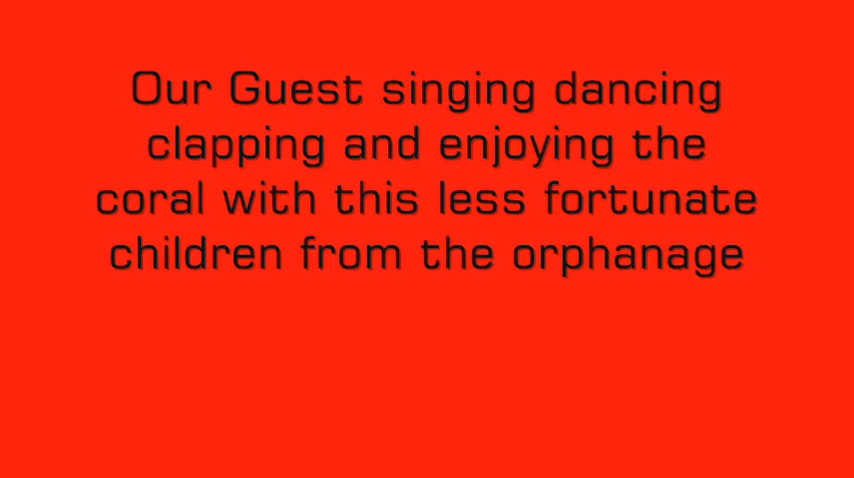 Our Guest singing dancing
clapping and enjoying the
coral with this less fortunate
children from the orphanage